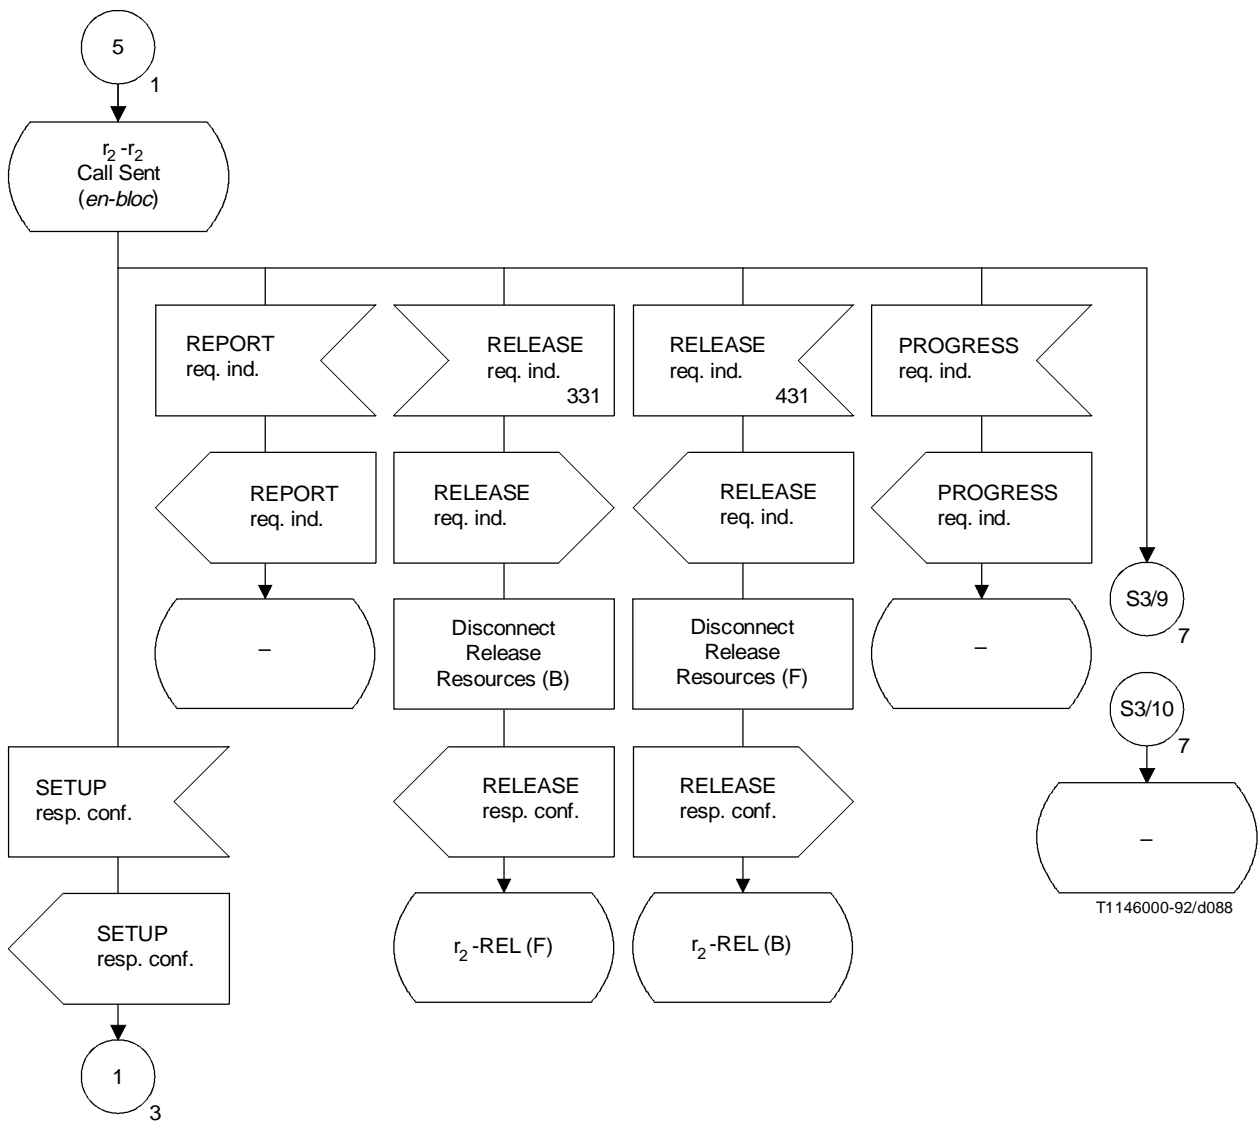 5
1
r2 -r2
Call Sent
(en-bloc)
REPORT
req. ind.
RELEASE
req. ind.
331
RELEASE
req. ind.
431
PROGRESS
req. ind.
REPORT
req. ind.
RELEASE
req. ind.
RELEASE
req. ind.
PROGRESS
req. ind.
–
Disconnect
Release
Resources (B)
Disconnect
Release
Resources (F)
–
S3/9
7
S3/10
7
SETUP
resp. conf.
RELEASE
resp. conf.
RELEASE
resp. conf.
–
T1146000-92/d088
SETUP
resp. conf.
r2 -REL (F)
r2 -REL (B)
1
3